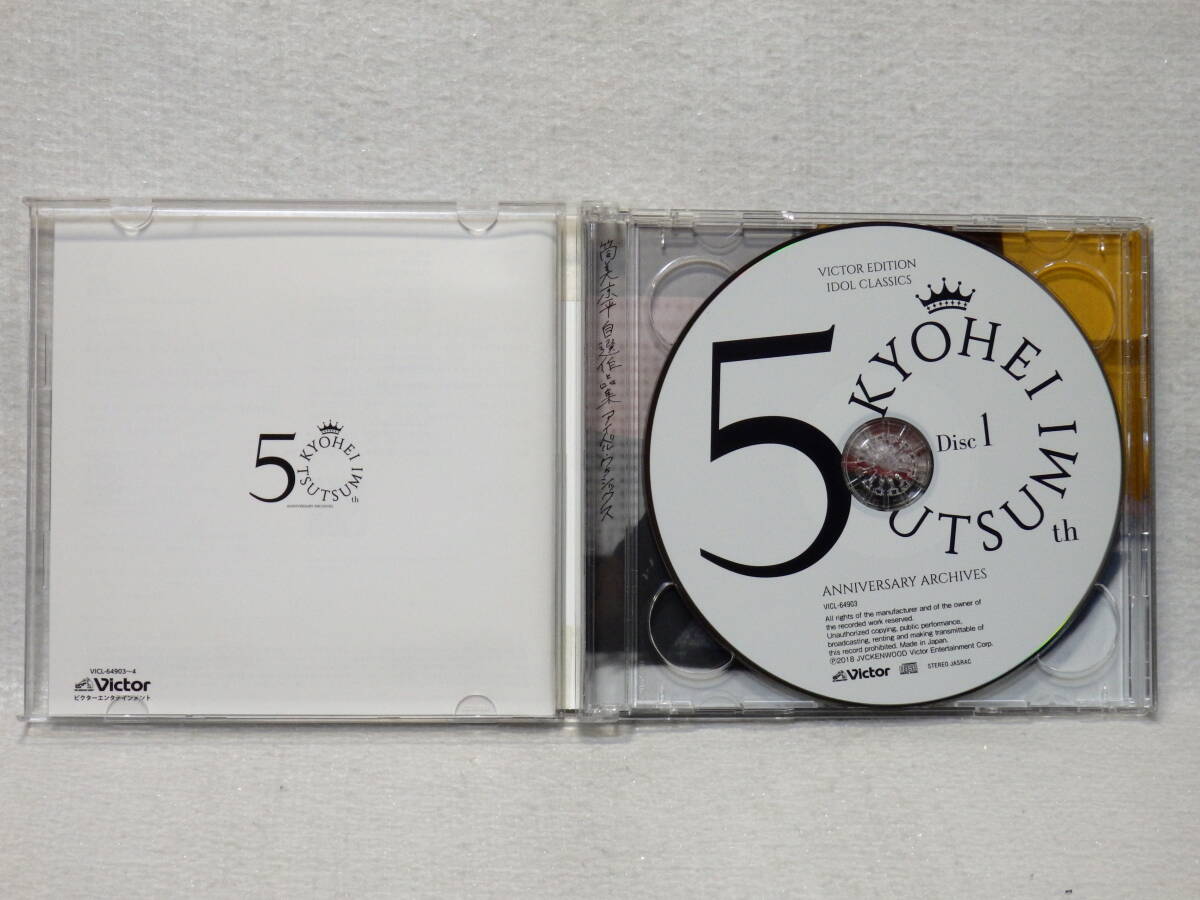 5 KYOHEI TSUTSUMI th
ANNIVERSARY ARCHIVES
VICL-64903~4
Victor
ビクターエンタテインメント
筒美京平自選作品集 アイドル・クラシックス
VICTOR EDITION
IDOL CLASSICS
5 KYOHEI TSUTSUMI th
Disc 1
ANNIVERSARY ARCHIVES
VICL-64903
All rights of the manufacturer and of the owner of
the recorded work reserved.
Unauthorized copying, public performance,
broadcasting, renting and making transmittable of
this record prohibited. Made in Japan.
Ⓟ2018 JVCKENWOOD Victor Entertainment Corp.
Victor
STEREO JASRAC